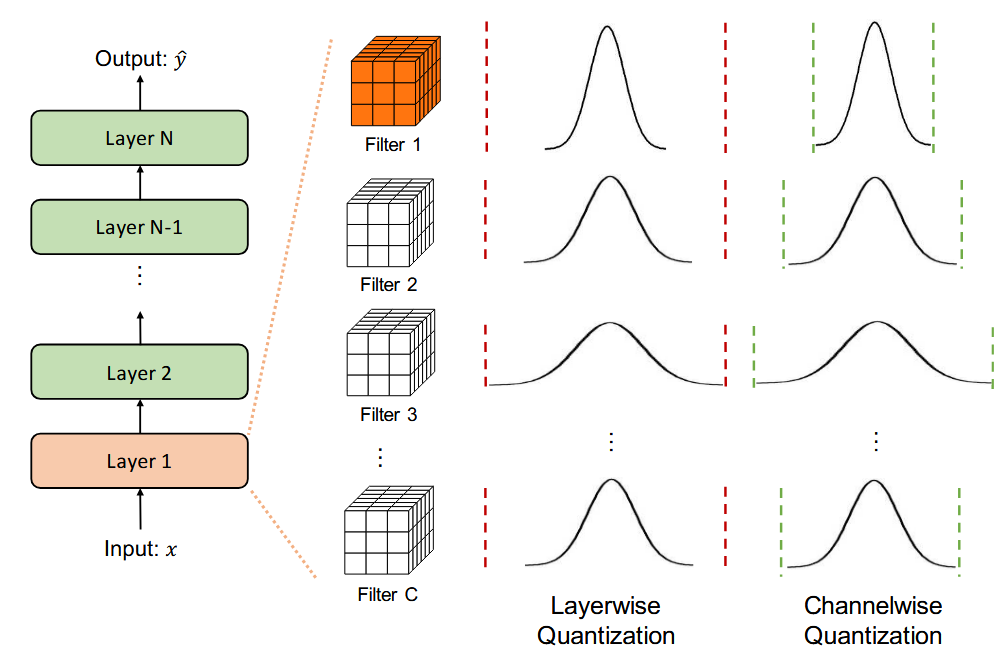 Output: ŷ
Layer N
Layer N-1
⋮
Layer 2
Layer 1
Input: x
Filter 1
Filter 2
Filter 3
⋮
Filter C
⋮
⋮
Layerwise
Quantization
Channelwise
Quantization